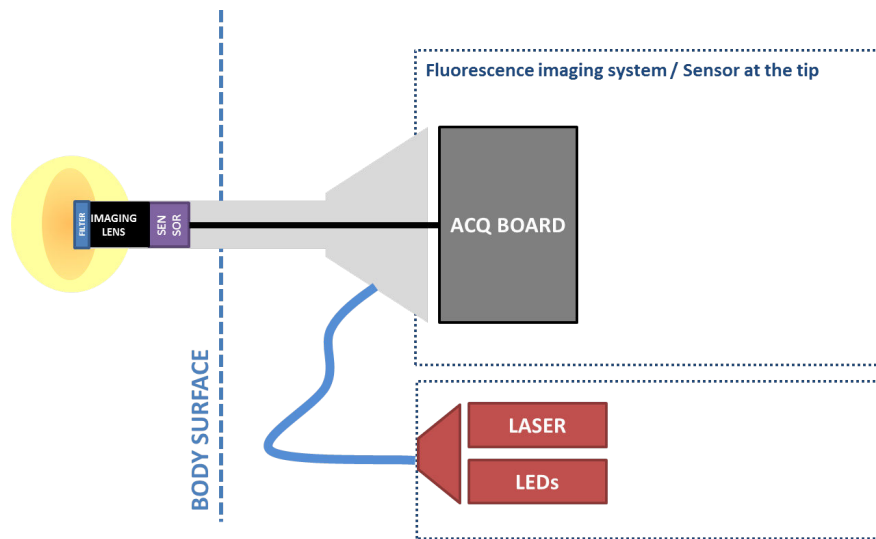 Fluorescence imaging system / Sensor at the tip
FILTER
IMAGING
LENS
SEN
SOR
ACQ BOARD
BODY SURFACE
LASER
LEDs